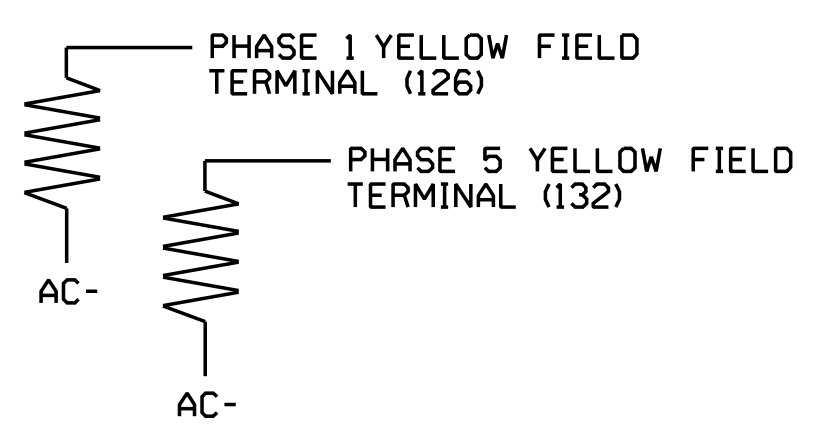 PHASE 1 YELLOW FIELD
TERMINAL (126)
PHASE 5 YELLOW FIELD
TERMINAL (132)
AC-
AC-